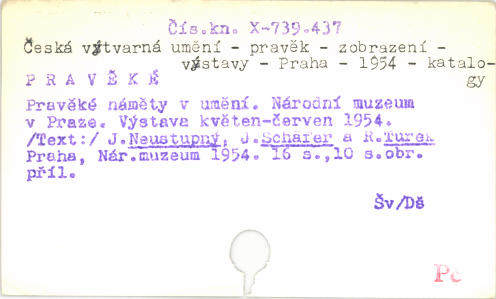 Čís.kn. X-739.437
Česká výtvarná umění - pravěk - zobrazení -
výstavy - Praha - 1954 - katalo-
gy
P R A V Ě K É
Pravěké náměty v umění. Národní muzeum
v Praze. Výstava květen-červen 1954.
/Text:/ J.Neustupný, J.Schafer a R.Turek
Praha, Nár.muzeum 1954. 16 s.,10 s.obr.
příl.
Šv/Dš
Pc